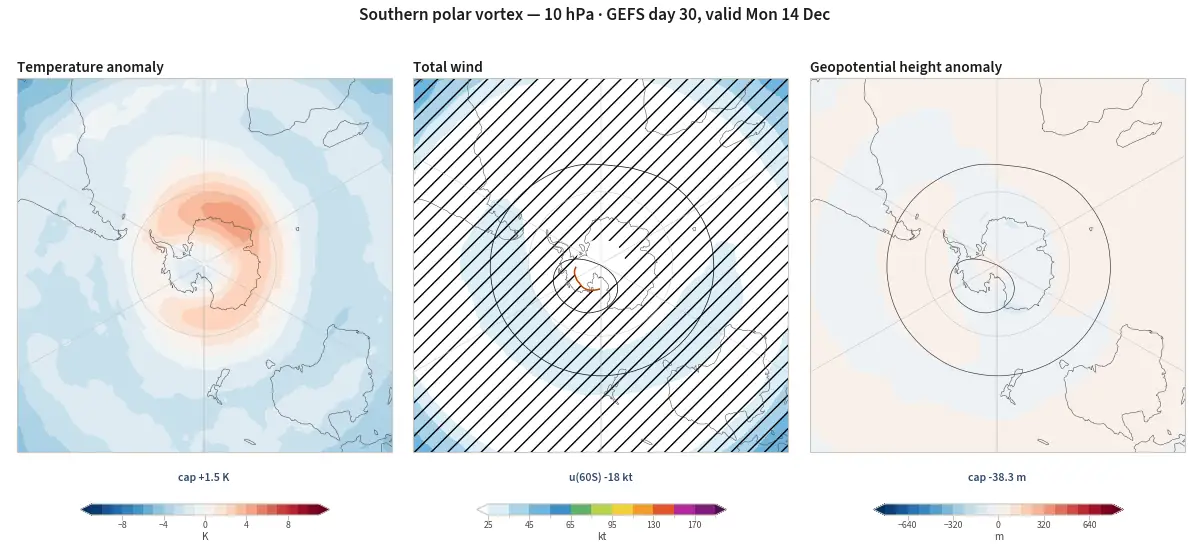 Southern polar vortex — 10 hPa · GEFS day 30, valid Mon 14 Dec
Temperature anomaly
Total wind
Geopotential height anomaly
cap +1.5 K
u(60S) -18 kt
cap -38.3 m
−8 −4 0 4 8
K
25 45 65 95 130 170
kt
−640 −320 0 320 640
m